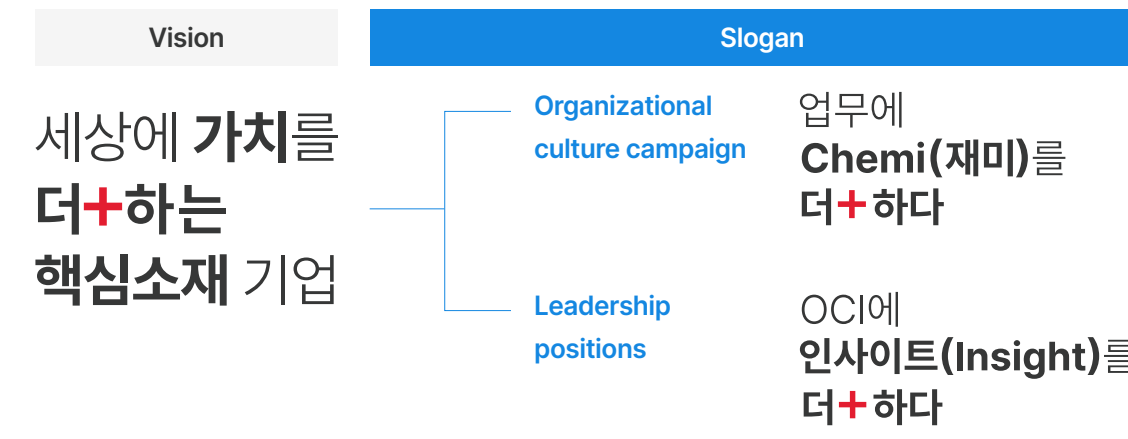 Vision
Slogan
세상에 가치를
더+하는
핵심소재 기업
Organizational
culture campaign
업무에
Chemi(재미)를
더+하다
Leadership
positions
OCI에
인사이트(Insight)를
더+하다